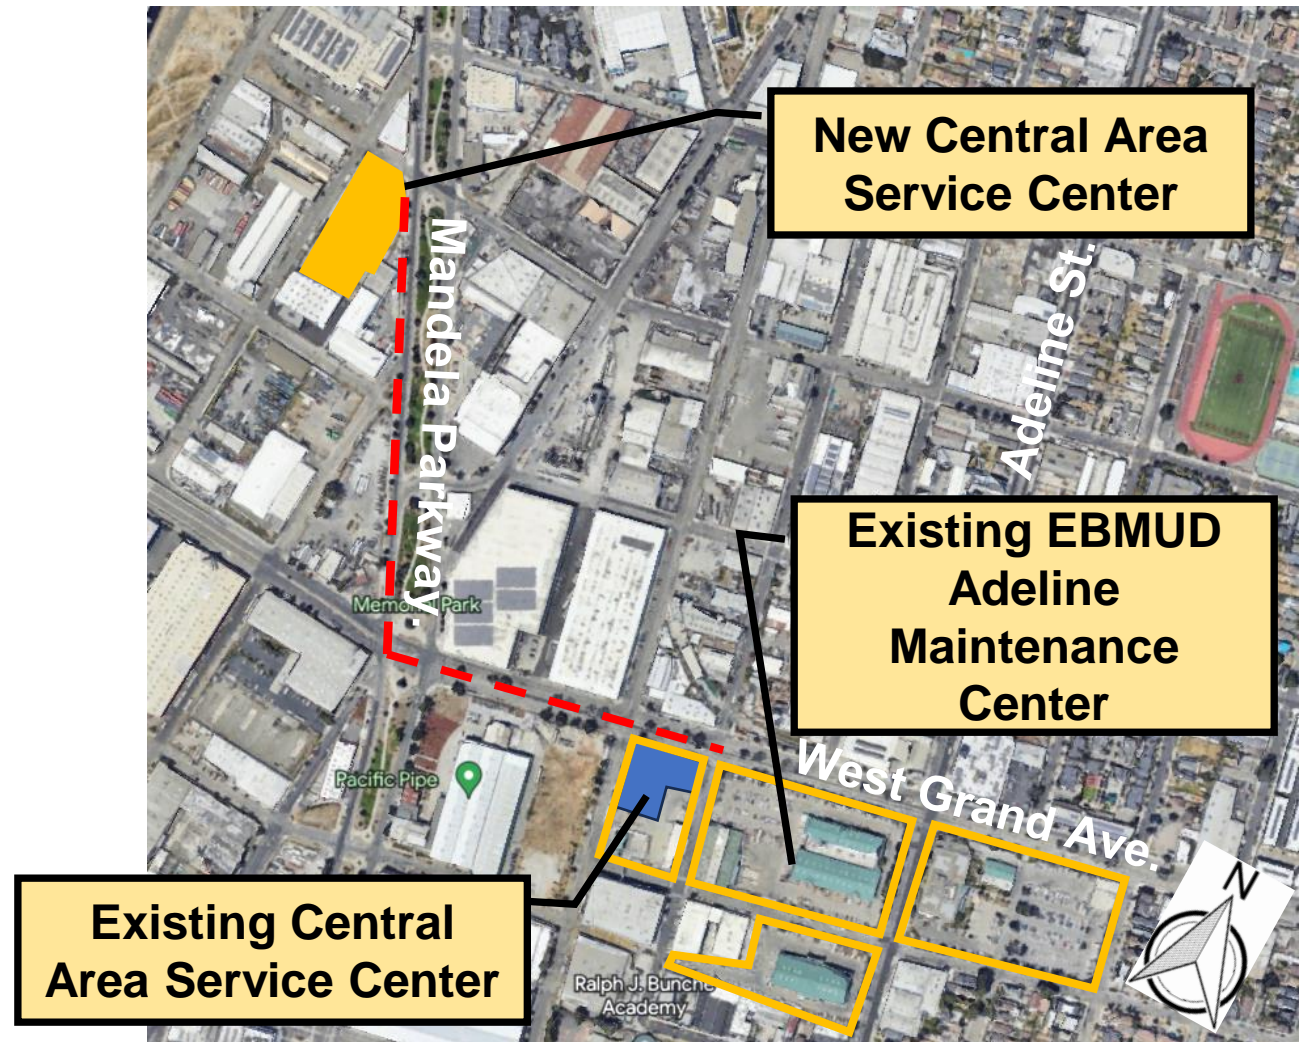 New Central Area
Service Center
Mandela Parkway.
Adeline St.
Existing EBMUD
Adeline
Maintenance
Center
Memorial Park
West Grand Ave.
Pacific Pipe
N
Existing Central
Area Service Center
Ralph J. Bunche
Academy